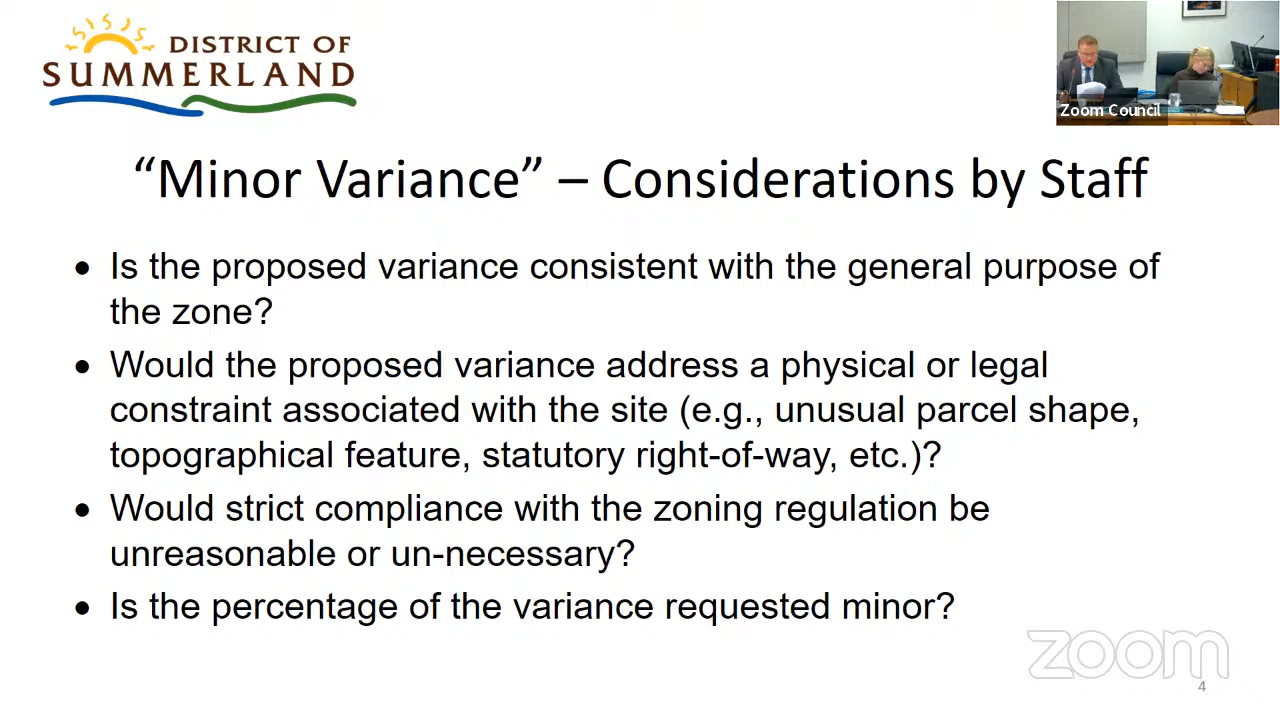 DISTRICT OF
SUMMERLAND
Zoom Council
“Minor Variance” – Considerations by Staff
• Is the proposed variance consistent with the general purpose of
the zone?
• Would the proposed variance address a physical or legal
constraint associated with the site (e.g., unusual parcel shape,
topographical feature, statutory right-of-way, etc.)?
• Would strict compliance with the zoning regulation be
unreasonable or un-necessary?
• Is the percentage of the variance requested minor?
zoom
4